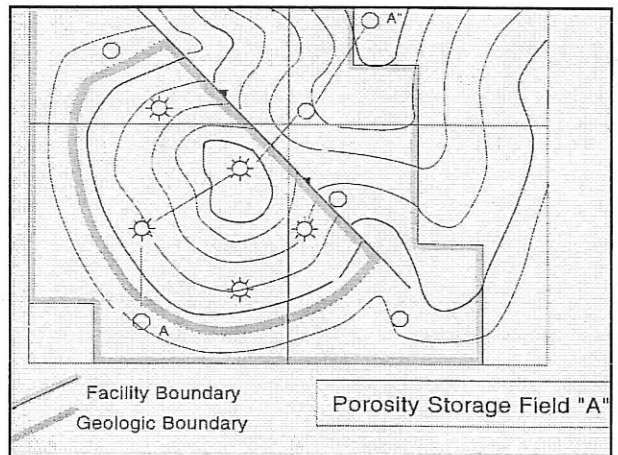 A"
A
Facility Boundary
Geologic Boundary
Porosity Storage Field "A"